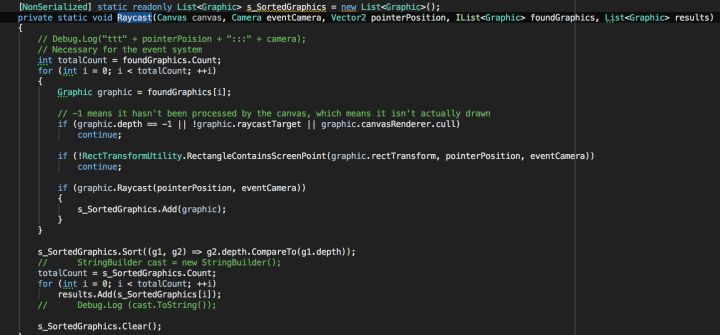 [NonSerialized] static readonly List<Graphic> s_SortedGraphics = new List<Graphic>();
private static void Raycast(Canvas canvas, Camera eventCamera, Vector2 pointerPosition, IList<Graphic> foundGraphics, List<Graphic> results)
{
// Debug.Log("ttt" + pointerPoision + ":::" + camera);
// Necessary for the event system
int totalCount = foundGraphics.Count;
for (int i = 0; i < totalCount; ++i)
{
Graphic graphic = foundGraphics[i];
// -1 means it hasn't been processed by the canvas, which means it isn't actually drawn
if (graphic.depth == -1 || !graphic.raycastTarget || graphic.canvasRenderer.cull)
continue;
if (!RectTransformUtility.RectangleContainsScreenPoint(graphic.rectTransform, pointerPosition, eventCamera))
continue;
if (graphic.Raycast(pointerPosition, eventCamera))
{
s_SortedGraphics.Add(graphic);
}
}
s_SortedGraphics.Sort((g1, g2) => g2.depth.CompareTo(g1.depth));
// StringBuilder cast = new StringBuilder();
totalCount = s_SortedGraphics.Count;
for (int i = 0; i < totalCount; ++i)
results.Add(s_SortedGraphics[i]);
// Debug.Log (cast.ToString());
s_SortedGraphics.Clear();